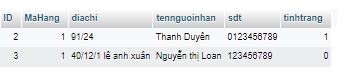 ID MaHang diachi tennguoinhan sdt tinhtrang
2 1 91/24 Thanh Duyên 0123456789 1
3 1 40/12/1 lê anh xuân Nguyễn thị Loan 123456789 0